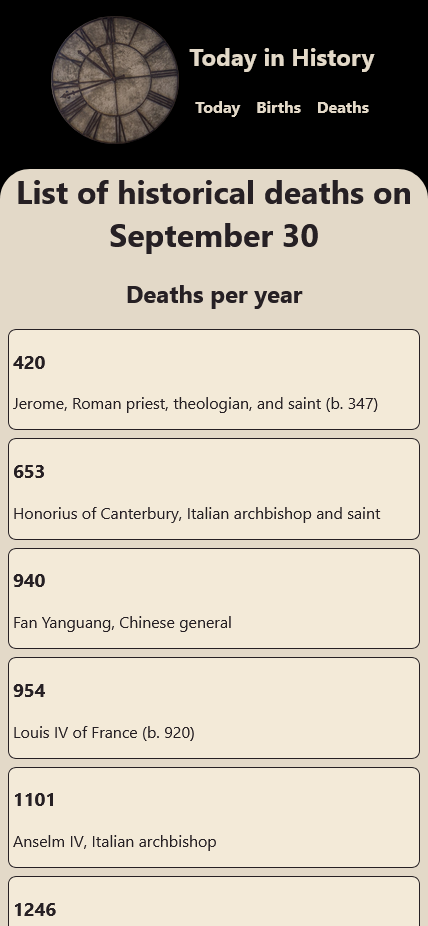 Today in History
Today Births Deaths
List of historical deaths on
September 30
Deaths per year
420
Jerome, Roman priest, theologian, and saint (b. 347)
653
Honorius of Canterbury, Italian archbishop and saint
940
Fan Yanguang, Chinese general
954
Louis IV of France (b. 920)
1101
Anselm IV, Italian archbishop
1246